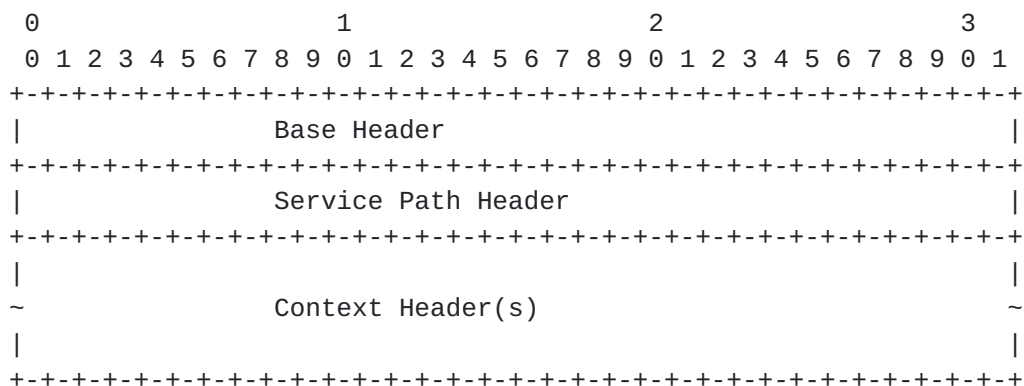 0                   1                   2                   3
 0 1 2 3 4 5 6 7 8 9 0 1 2 3 4 5 6 7 8 9 0 1 2 3 4 5 6 7 8 9 0 1
+-+-+-+-+-+-+-+-+-+-+-+-+-+-+-+-+-+-+-+-+-+-+-+-+-+-+-+-+-+-+-+-+
|                Base Header                                    |
+-+-+-+-+-+-+-+-+-+-+-+-+-+-+-+-+-+-+-+-+-+-+-+-+-+-+-+-+-+-+-+-+
|                Service Path Header                            |
+-+-+-+-+-+-+-+-+-+-+-+-+-+-+-+-+-+-+-+-+-+-+-+-+-+-+-+-+-+-+-+-+
|                                                               |
~                Context Header(s)                              ~
|                                                               |
+-+-+-+-+-+-+-+-+-+-+-+-+-+-+-+-+-+-+-+-+-+-+-+-+-+-+-+-+-+-+-+-+